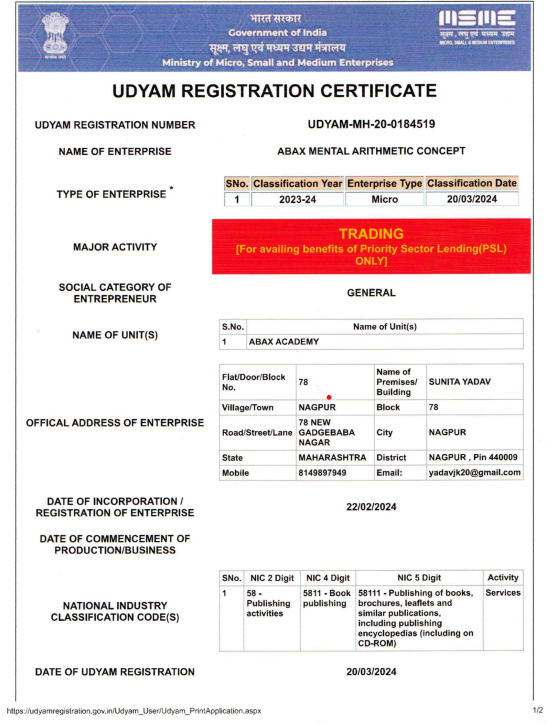 भारत सरकार
Government of India
सूक्ष्म, लघु एवं मध्यम उद्यम मंत्रालय
Ministry of Micro, Small and Medium Enterprises
MSME
सूक्ष्म, लघु एवं मध्यम उद्यम
MICRO, SMALL & MEDIUM ENTERPRISES
UDYAM REGISTRATION CERTIFICATE
UDYAM REGISTRATION NUMBER UDYAM-MH-20-0184519
NAME OF ENTERPRISE ABAX MENTAL ARITHMETIC CONCEPT
TYPE OF ENTERPRISE *
SNo. Classification Year Enterprise Type Classification Date
1 2023-24 Micro 20/03/2024
MAJOR ACTIVITY
TRADING
[For availing benefits of Priority Sector Lending(PSL)
ONLY]
SOCIAL CATEGORY OF
ENTREPRENEUR
GENERAL
NAME OF UNIT(S)
S.No. Name of Unit(s)
1 ABAX ACADEMY
OFFICAL ADDRESS OF ENTERPRISE
Flat/Door/Block
No.
78
Name of
Premises/
Building
SUNITA YADAV
Village/Town NAGPUR Block 78
Road/Street/Lane
78 NEW
GADGEBABA
NAGAR
City NAGPUR
State MAHARASHTRA District NAGPUR , Pin 440009
Mobile 8149897949 Email: yadavjk20@gmail.com
DATE OF INCORPORATION /
REGISTRATION OF ENTERPRISE
22/02/2024
DATE OF COMMENCEMENT OF
PRODUCTION/BUSINESS
NATIONAL INDUSTRY
CLASSIFICATION CODE(S)
SNo. NIC 2 Digit NIC 4 Digit NIC 5 Digit Activity
1
58 -
Publishing
activities
5811 - Book
publishing
58111 - Publishing of books,
brochures, leaflets and
similar publications,
including publishing
encyclopedias (including on
CD-ROM)
Services
DATE OF UDYAM REGISTRATION 20/03/2024
https://udyamregistration.gov.in/Udyam_User/Udyam_PrintApplication.aspx 1/2